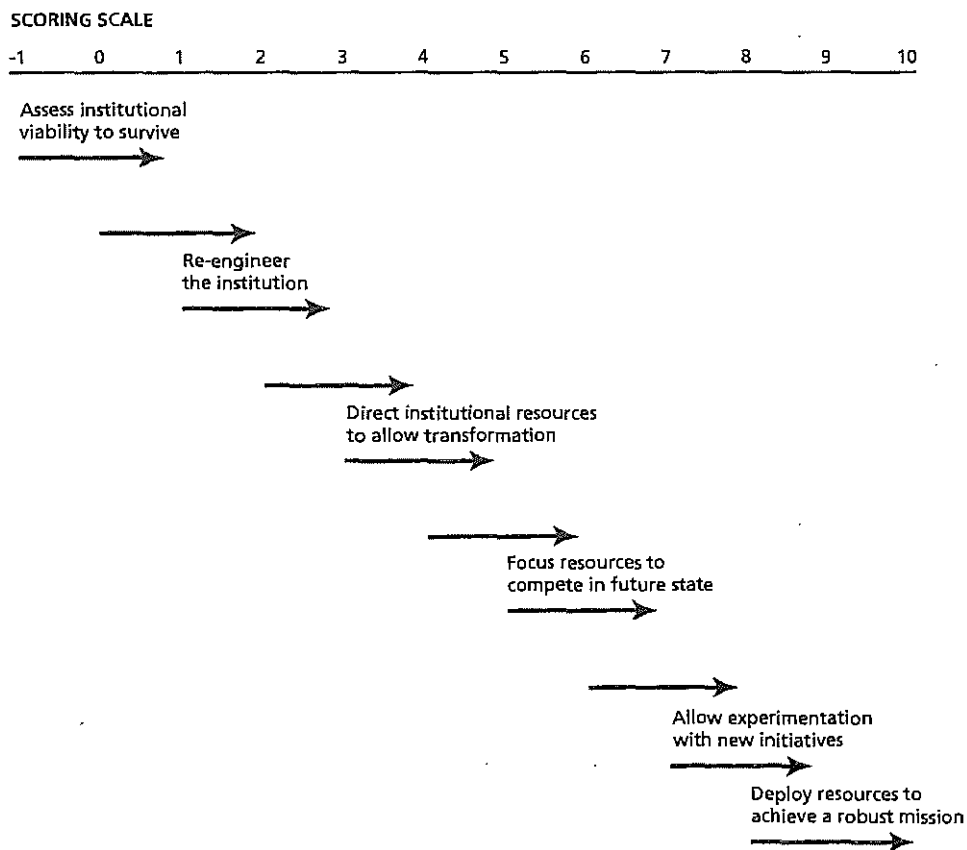 SCORING SCALE
-1 0 1 2 3 4 5 6 7 8 9 10
Assess institutional
viability to survive
Re-engineer
the institution
Direct institutional resources
to allow transformation
Focus resources to
compete in future state
Allow experimentation
with new initiatives
Deploy resources to
achieve a robust mission